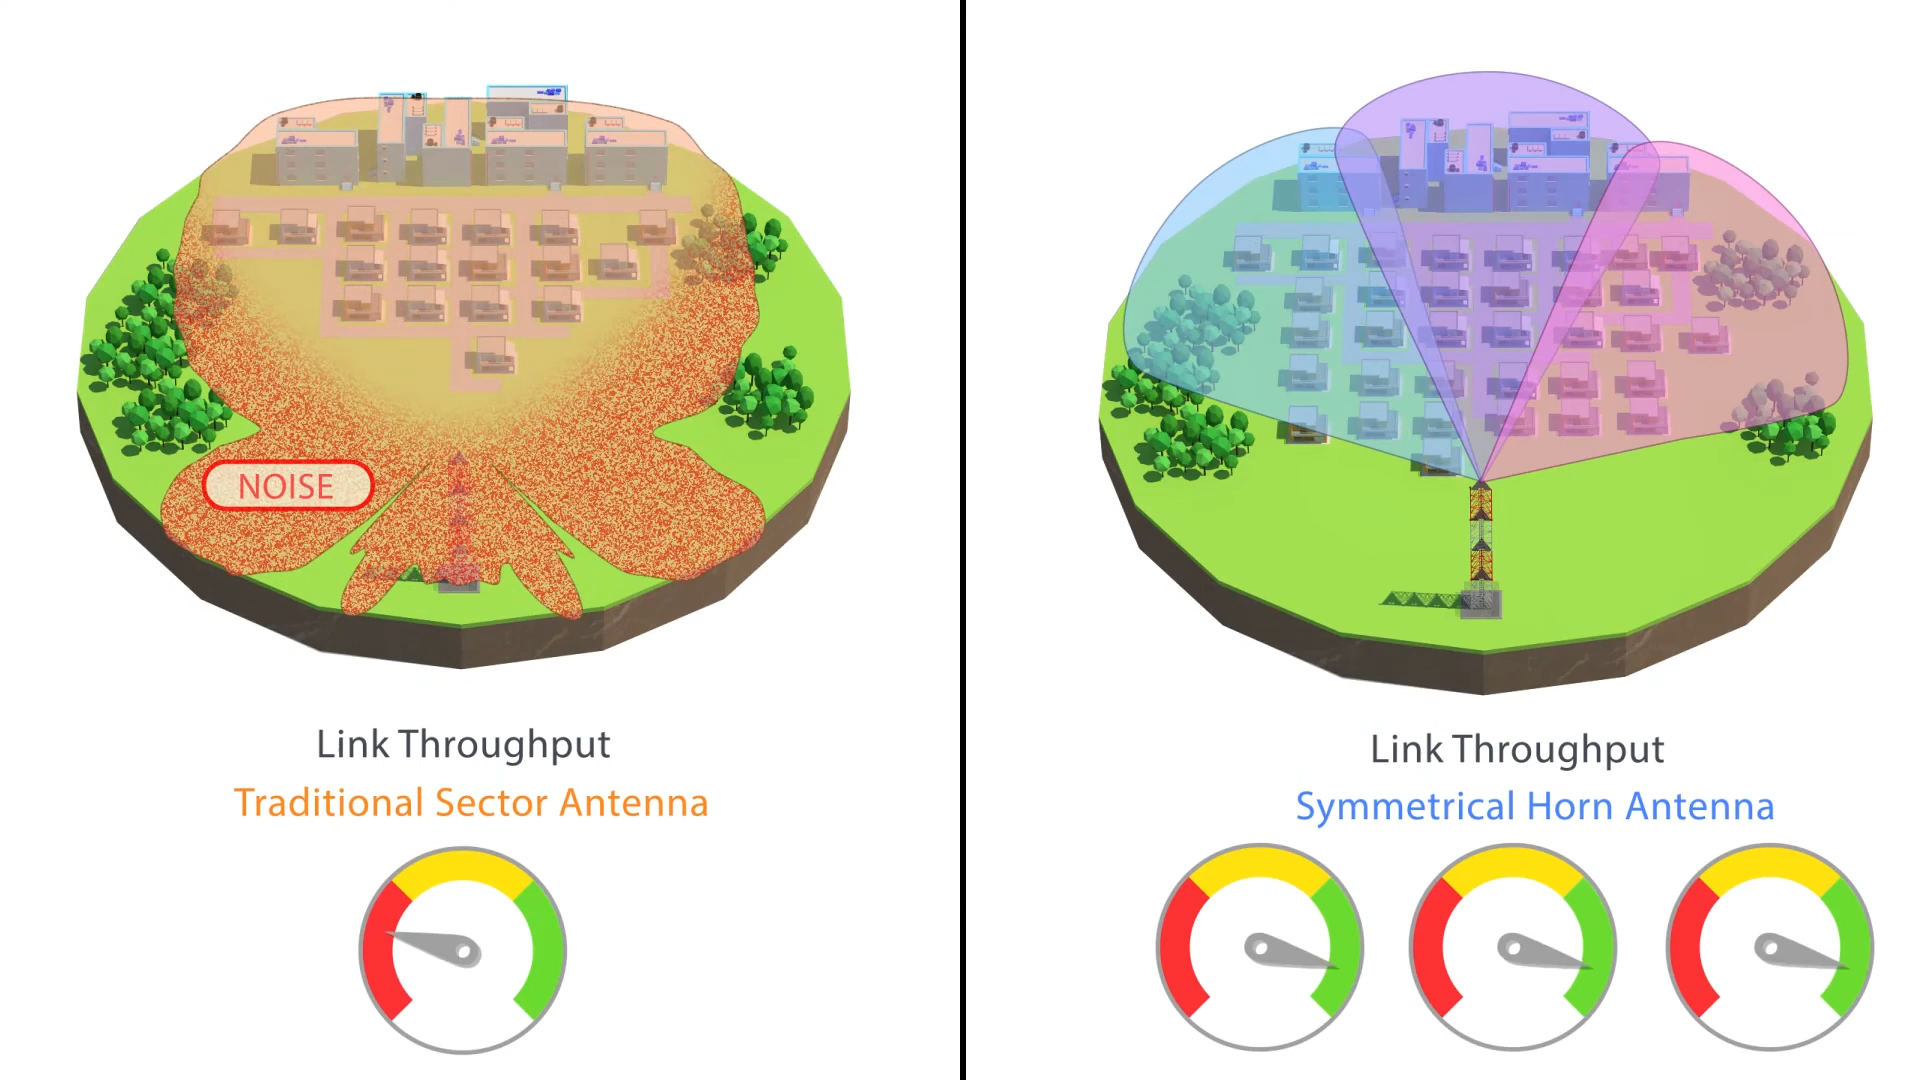 NOISE
Link Throughput
Traditional Sector Antenna
Link Throughput
Symmetrical Horn Antenna